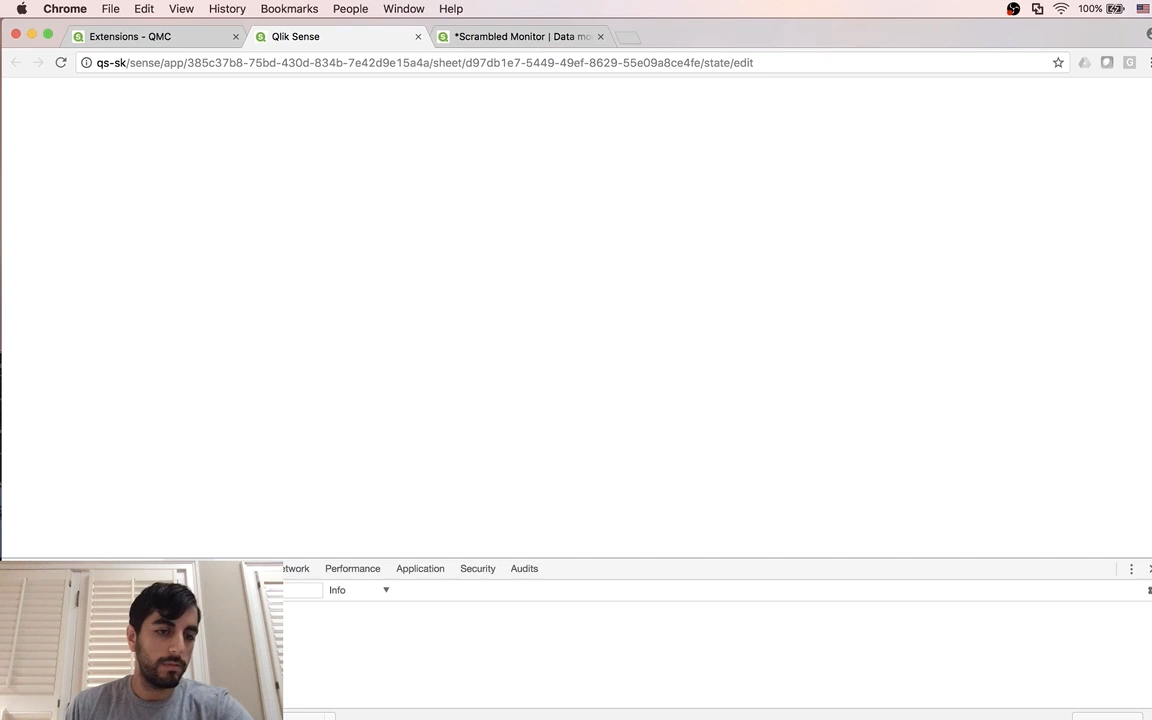 Chrome File Edit View History Bookmarks People Window Help 100%
Extensions - QMC Qlik Sense *Scrambled Monitor | Data mo
qs-sk/sense/app/385c37b8-75bd-430d-834b-7e42d9e15a4a/sheet/d97db1e7-5449-49ef-8629-55e09a8ce4fe/state/edit
etwork Performance Application Security Audits
Info